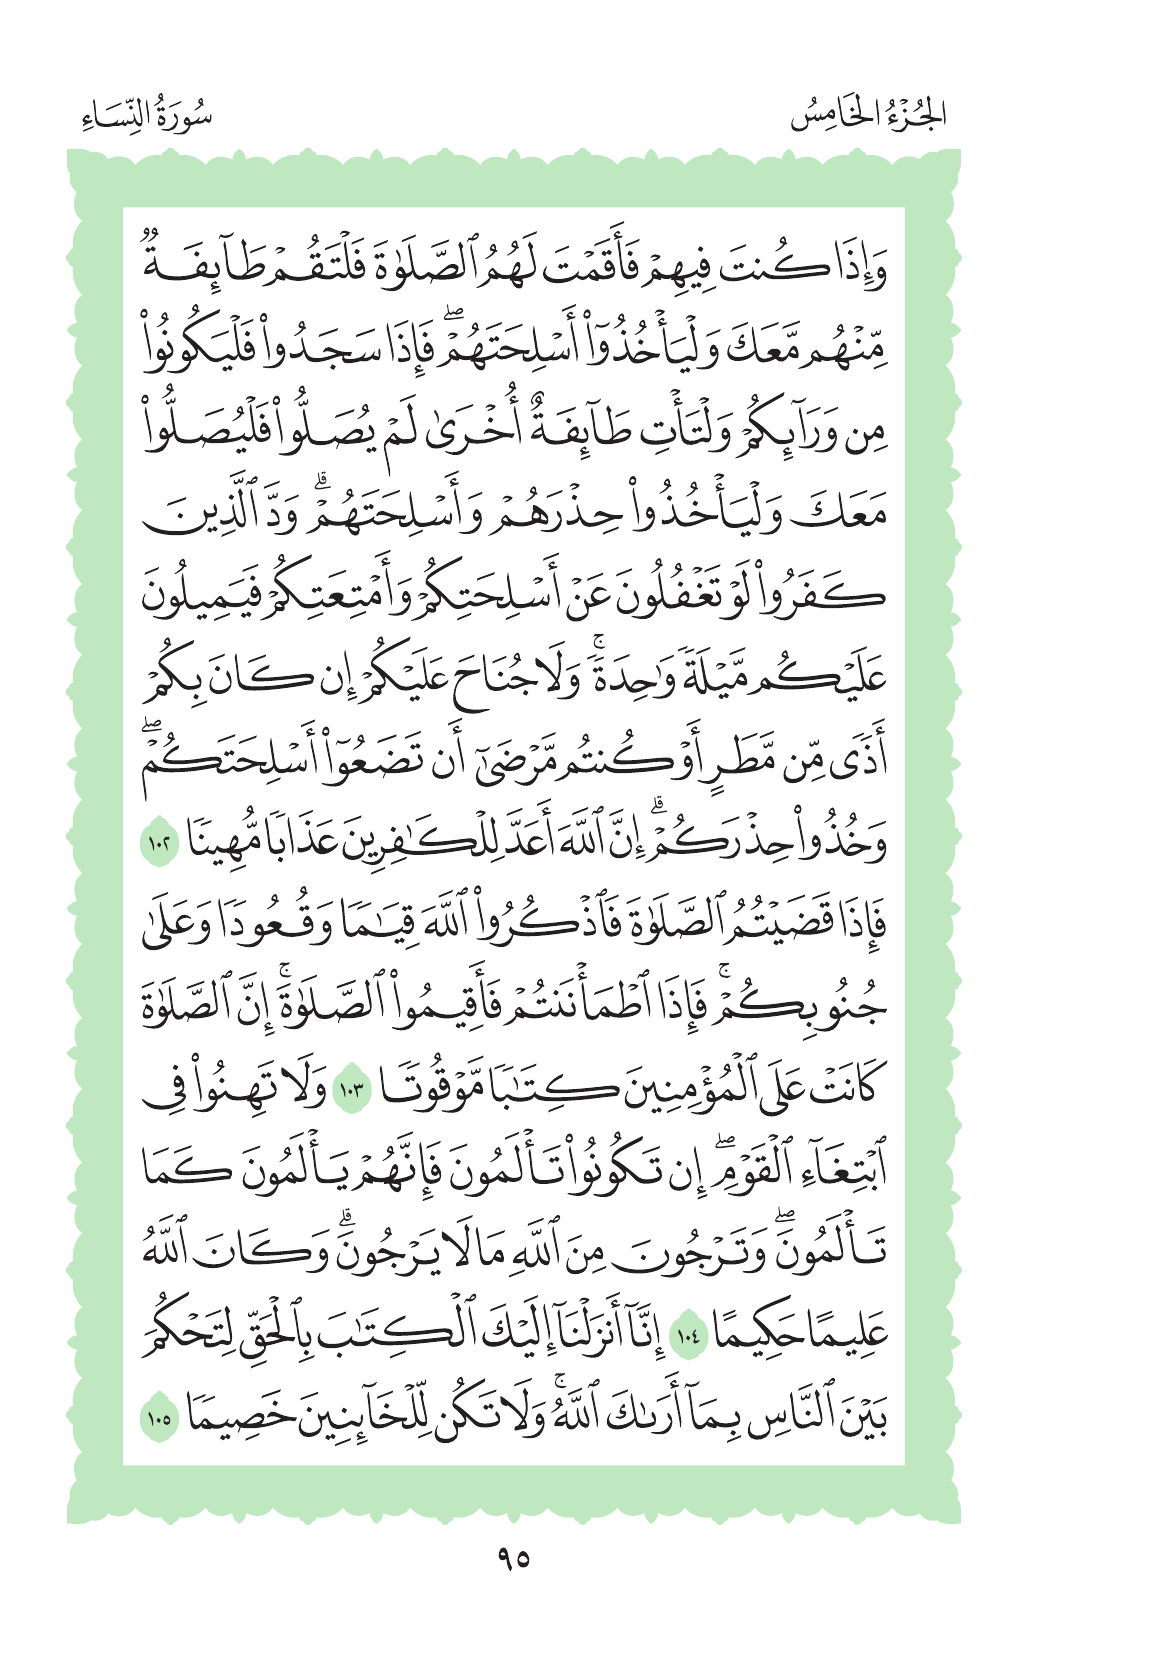 الجُزْءُ الخَامِسُ
سُورَةُ النِّسَاءِ
وَإِذَا كُنتَ فِيهِمۡ فَأَقَمۡتَ لَهُمُ ٱلصَّلَوٰةَ فَلۡتَقُمۡ طَآئِفَةٞ
مِّنۡهُم مَّعَكَ وَلۡيَأۡخُذُوٓاْ أَسۡلِحَتَهُمۡۖ فَإِذَا سَجَدُواْ فَلۡيَكُونُواْ
مِن وَرَآئِكُمۡ وَلۡتَأۡتِ طَآئِفَةٌ أُخۡرَىٰ لَمۡ يُصَلُّواْ فَلۡيُصَلُّواْ
مَعَكَ وَلۡيَأۡخُذُواْ حِذۡرَهُمۡ وَأَسۡلِحَتَهُمۡۗ وَدَّ ٱلَّذِينَ
كَفَرُواْ لَوۡ تَغۡفُلُونَ عَنۡ أَسۡلِحَتِكُمۡ وَأَمۡتِعَتِكُمۡ فَيَمِيلُونَ
عَلَيۡكُم مَّيۡلَةٗ وَٰحِدَةٗۚ وَلَا جُنَاحَ عَلَيۡكُمۡ إِن كَانَ بِكُمۡ
أَذٗى مِّن مَّطَرٍ أَوۡ كُنتُم مَّرۡضَىٰٓ أَن تَضَعُوٓاْ أَسۡلِحَتَكُمۡۖ
وَخُذُواْ حِذۡرَكُمۡۗ إِنَّ ٱللَّهَ أَعَدَّ لِلۡكَٰفِرِينَ عَذَابٗا مُّهِينٗا ١٠٢
فَإِذَا قَضَيۡتُمُ ٱلصَّلَوٰةَ فَٱذۡكُرُواْ ٱللَّهَ قِيَٰمٗا وَقُعُودٗا وَعَلَىٰ
جُنُوبِكُمۡۚ فَإِذَا ٱطۡمَأۡنَنتُمۡ فَأَقِيمُواْ ٱلصَّلَوٰةَۚ إِنَّ ٱلصَّلَوٰةَ
كَانَتۡ عَلَى ٱلۡمُؤۡمِنِينَ كِتَٰبٗا مَّوۡقُوتٗا ١٠٣ وَلَا تَهِنُواْ فِي
ٱبۡتِغَآءِ ٱلۡقَوۡمِۖ إِن تَكُونُواْ تَأۡلَمُونَ فَإِنَّهُمۡ يَأۡلَمُونَ كَمَا
تَأۡلَمُونَۖ وَتَرۡجُونَ مِنَ ٱللَّهِ مَا لَا يَرۡجُونَۗ وَكَانَ ٱللَّهُ
عَلِيمًا حَكِيمًا ١٠٤ إِنَّآ أَنزَلۡنَآ إِلَيۡكَ ٱلۡكِتَٰبَ بِٱلۡحَقِّ لِتَحۡكُمَ
بَيۡنَ ٱلنَّاسِ بِمَآ أَرَىٰكَ ٱللَّهُۚ وَلَا تَكُن لِّلۡخَآئِنِينَ خَصِيمٗا ١٠٥
٩٥